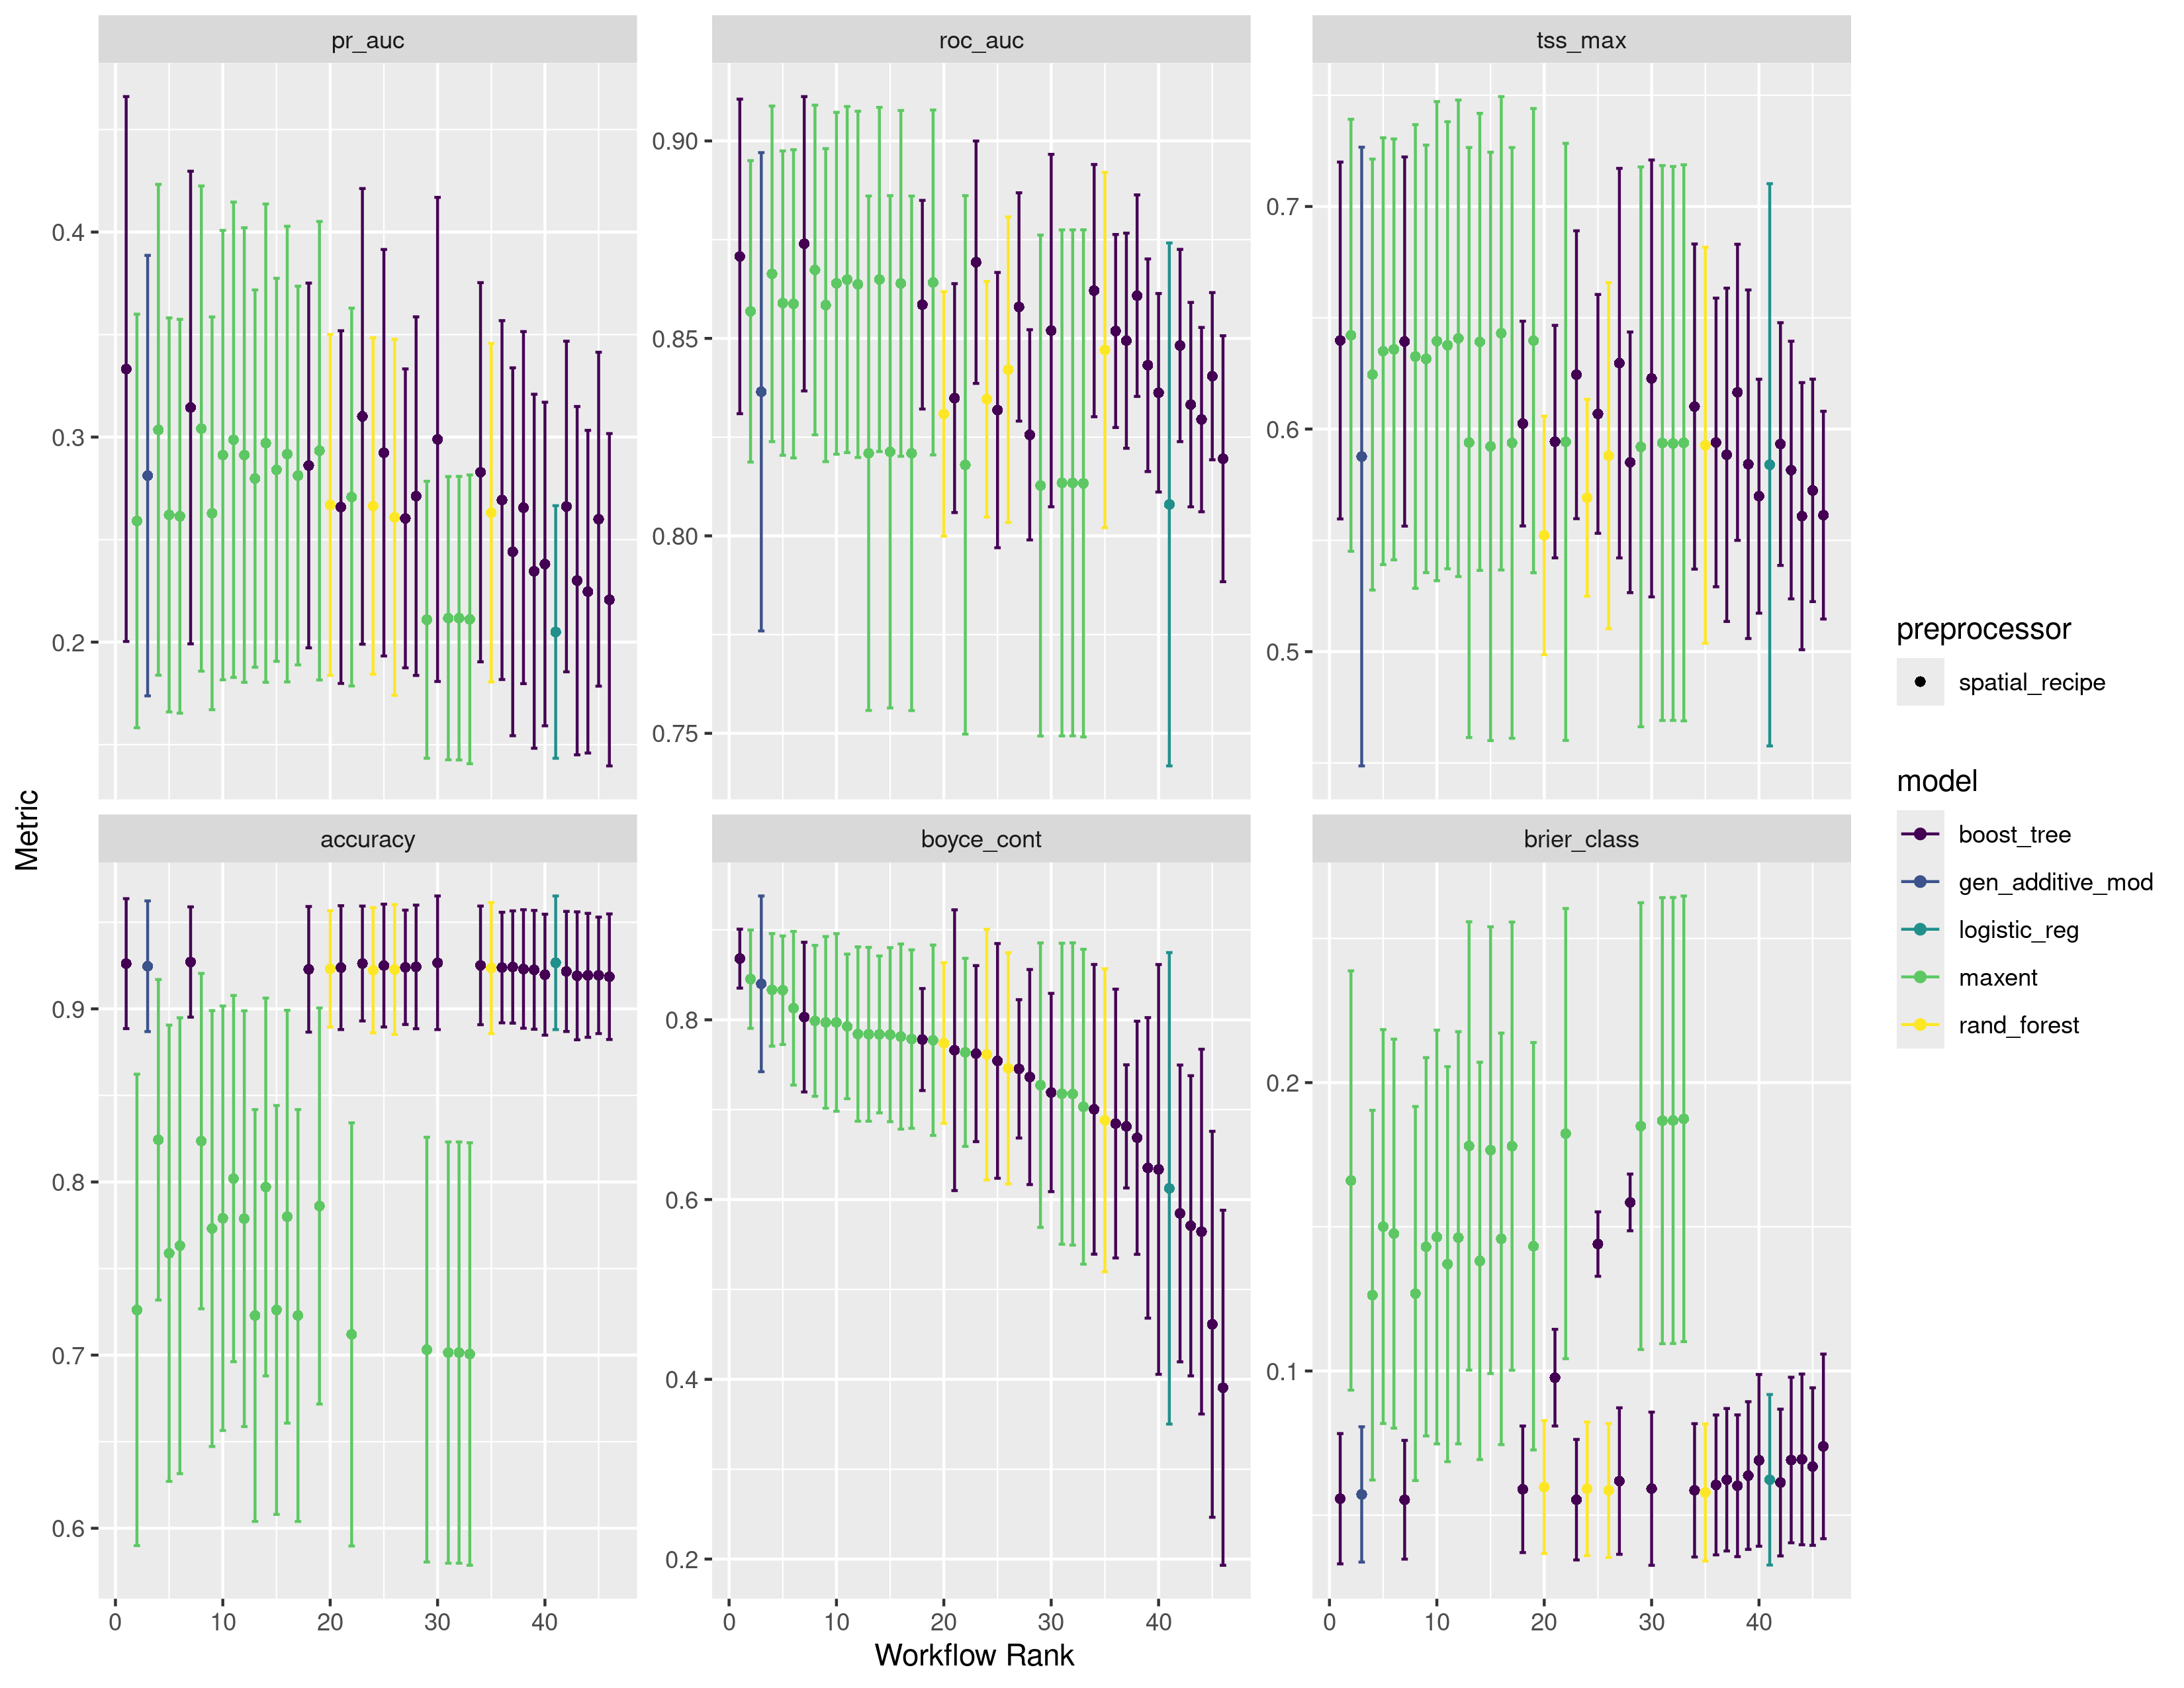 pr_auc
roc_auc
tss_max
0.4
0.3
0.2
0.90
0.85
0.80
0.75
0.7
0.6
0.5
accuracy
boyce_cont
brier_class
0.9
0.8
0.7
0.6
0.8
0.6
0.4
0.2
0.2
0.1
0 10 20 30 40
0 10 20 30 40
0 10 20 30 40
Workflow Rank
Metric
preprocessor
spatial_recipe
model
boost_tree
gen_additive_mod
logistic_reg
maxent
rand_forest